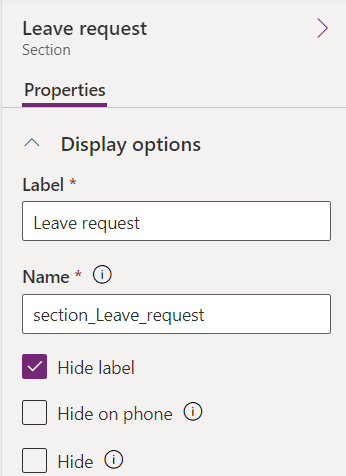 Leave request
Section
Properties
Display options
Label *
Leave request
Name *
section_Leave_request
Hide label
Hide on phone
Hide